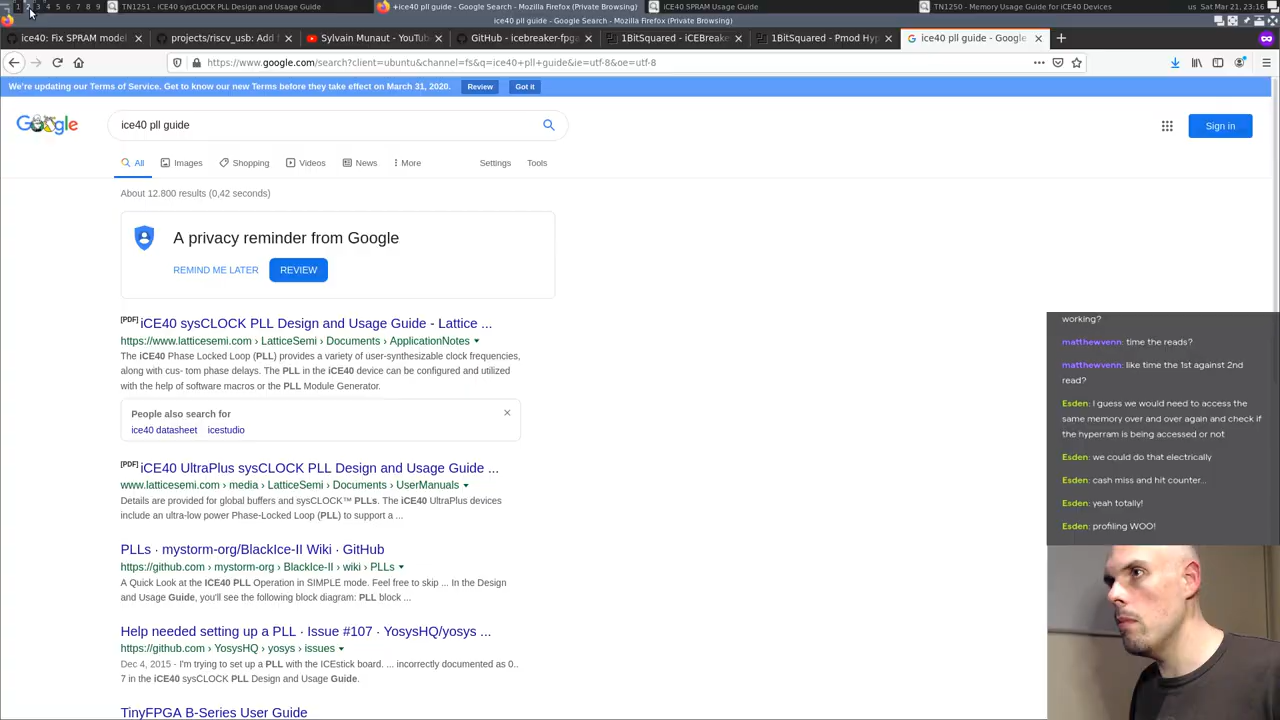 1 2 3 4 5 6 7 8 9
TN1251 - iCE40 sysCLOCK PLL Design and Usage Guide
+ice40 pll guide - Google Search - Mozilla Firefox (Private Browsing)
iCE40 SPRAM Usage Guide
TN1250 - Memory Usage Guide for iCE40 Devices
us Sat Mar 21, 23:16
ice40 pll guide - Google Search - Mozilla Firefox (Private Browsing)
ice40: Fix SPRAM model
projects/riscv_usb: Add f
Sylvain Munaut - YouTub
GitHub - icebreaker-fpga
1BitSquared - iCEBreake
1BitSquared - Pmod Hy
ice40 pll guide - Google S
https://www.google.com/search?client=ubuntu&channel=fs&q=ice40+pll+guide&ie=utf-8&oe=utf-8
We're updating our Terms of Service. Get to know our new Terms before they take effect on March 31, 2020.
Review
Got it
ice40 pll guide
Sign in
All
Images
Shopping
Videos
News
More
Settings
Tools
About 12.800 results (0,42 seconds)
A privacy reminder from Google
REMIND ME LATER
REVIEW
[PDF] iCE40 sysCLOCK PLL Design and Usage Guide - Lattice ...
https://www.latticesemi.com › LatticeSemi › Documents › ApplicationNotes
The iCE40 Phase Locked Loop (PLL) provides a variety of user-synthesizable clock frequencies,
along with cus- tom phase delays. The PLL in the iCE40 device can be configured and utilized
with the help of software macros or the PLL Module Generator.
People also search for
ice40 datasheet
icestudio
[PDF] iCE40 UltraPlus sysCLOCK PLL Design and Usage Guide ...
www.latticesemi.com › media › LatticeSemi › Documents › UserManuals
Details are provided for global buffers and sysCLOCK™ PLLs. The iCE40 UltraPlus devices
include an ultra-low power Phase-Locked Loop (PLL) to support a ...
PLLs · mystorm-org/BlackIce-II Wiki · GitHub
https://github.com › mystorm-org › BlackIce-II › wiki › PLLs
A Quick Look at the ICE40 PLL Operation in SIMPLE mode. Feel free to skip ... In the Design
and Usage Guide, you'll see the following block diagram: PLL block ...
Help needed setting up a PLL · Issue #107 · YosysHQ/yosys ...
https://github.com › YosysHQ › yosys › issues
Dec 4, 2015 - I'm trying to set up a PLL with the ICEstick board. ... incorrectly documented as 0..
7 in the iCE40 sysCLOCK PLL Design and Usage Guide.
TinyFPGA B-Series User Guide
working?
matthewvenn: time the reads?
matthewvenn: like time the 1st against 2nd
read?
Esden: I guess we would need to access the
same memory over and over again and check if
the hyperram is being accessed or not
Esden: we could do that electrically
Esden: cash miss and hit counter...
Esden: yeah totally!
Esden: profiling WOO!